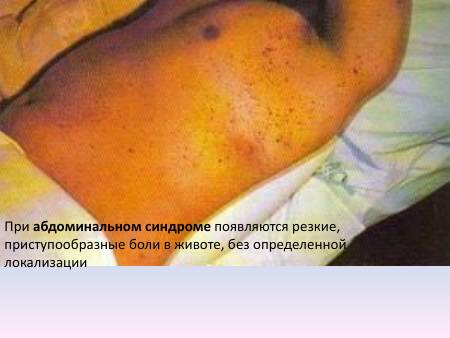 При абдоминальном синдроме появляются резкие,
приступообразные боли в животе, без определенной
локализации